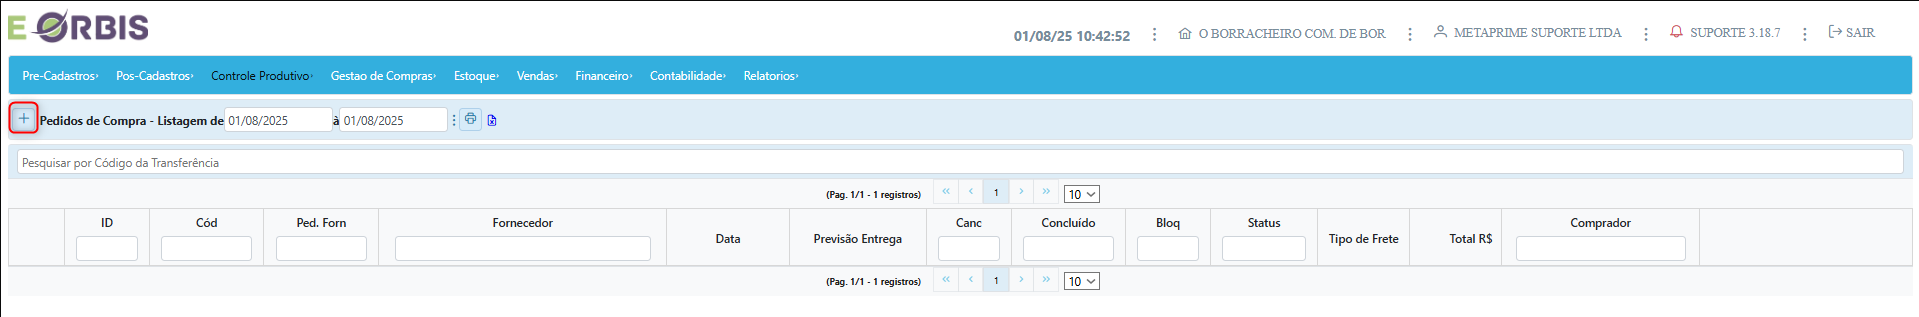 E ORBIS
01/08/25 10:42:52 ⋮ O BORRACHEIRO COM. DE BOR ⋮ METAPRIME SUPORTE LTDA ⋮ SUPORTE 3.18.7 ⋮ SAIR
Pre-Cadastros› Pos-Cadastros› Controle Produtivo› Gestao de Compras› Estoque› Vendas› Financeiro› Contabilidade› Relatorios›
+ Pedidos de Compra - Listagem de 01/08/2025 à 01/08/2025 ⋮
Pesquisar por Código da Transferência
(Pag. 1/1 - 1 registros) « ‹ 1 › » 10
ID Cód Ped. Forn Fornecedor Data Previsão Entrega Canc Concluído Bloq Status Tipo de Frete Total R$ Comprador
(Pag. 1/1 - 1 registros) « ‹ 1 › » 10